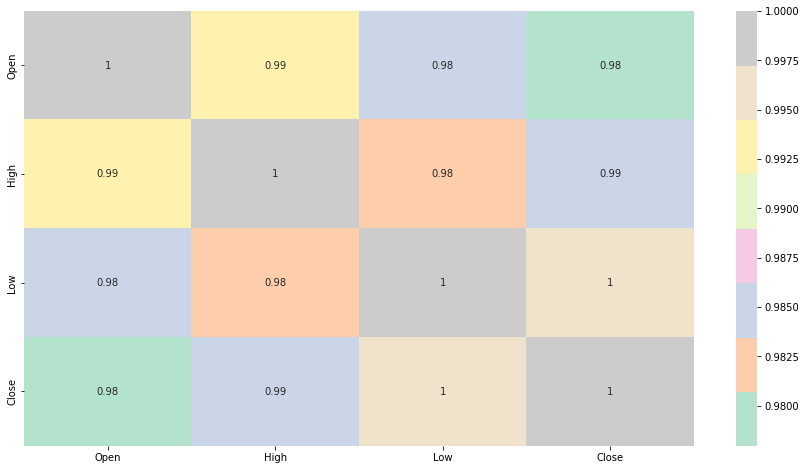 1.0000
Open 1 0.99 0.98 0.98
0.9975
0.9950
High 0.99 1 0.98 0.99
0.9925
0.9900
0.9875
Low 0.98 0.98 1 1
0.9850
0.9825
Close 0.98 0.99 1 1
0.9800
Open High Low Close